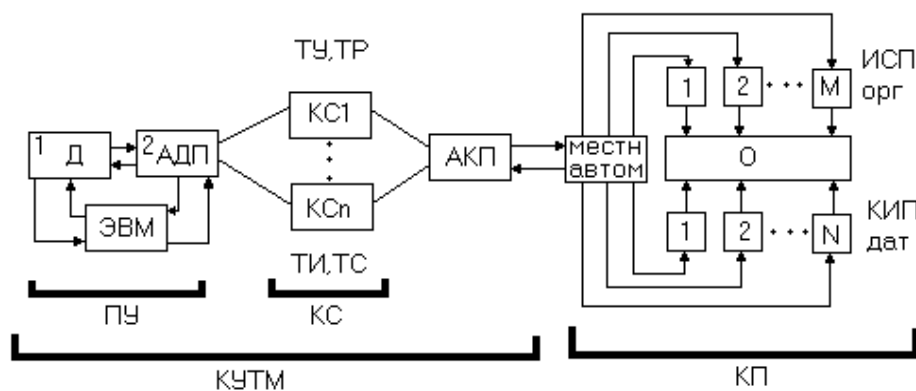 ТУ,ТР
ИСП
орг
1
2
...
М
КС1
1
Д
2
АДП
АКП
местн
автом
О
ЭВМ
КСn
1
2
...
N
КИП
дат
ТИ,ТС
ПУ
КС
КУТМ
КП